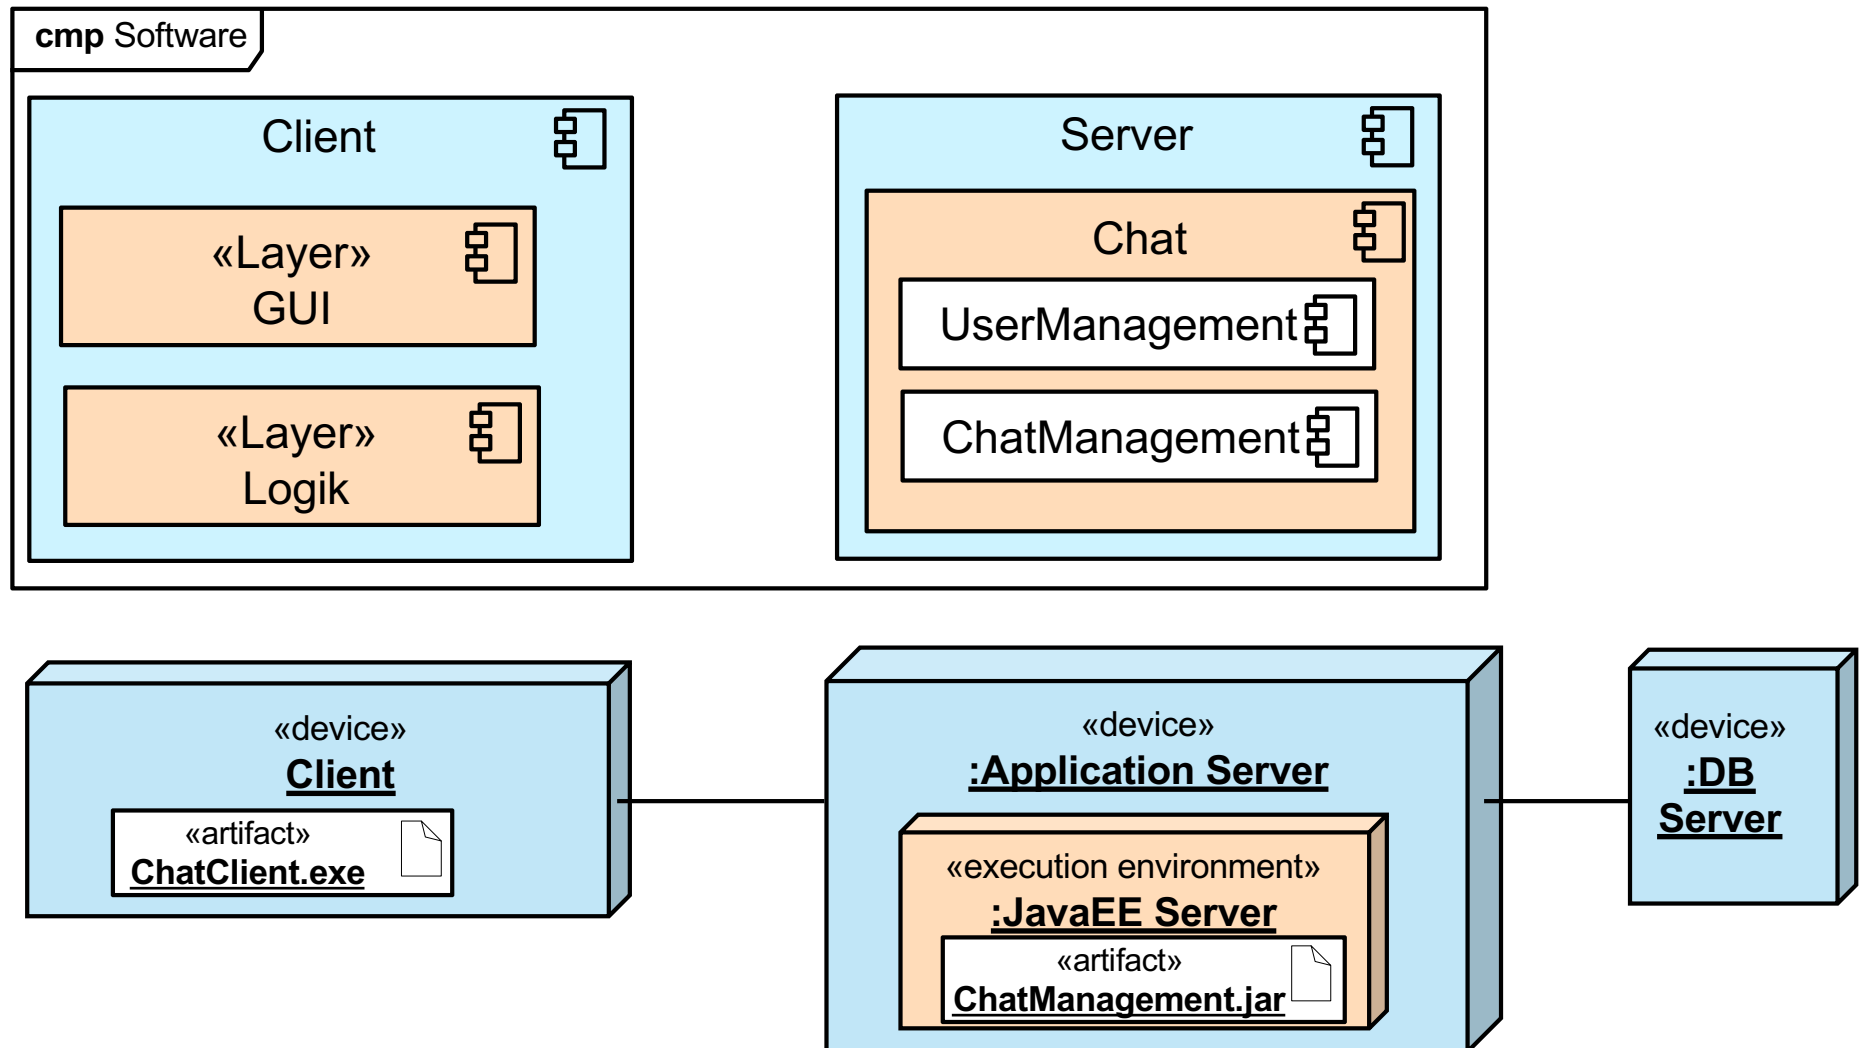 cmp Software
Client
«Layer»
GUI
«Layer»
Logik
Server
Chat
UserManagement
ChatManagement
«device»
Client
«artifact»
ChatClient.exe
«device»
:Application Server
«execution environment»
:JavaEE Server
«artifact»
ChatManagement.jar
«device»
:DB
Server